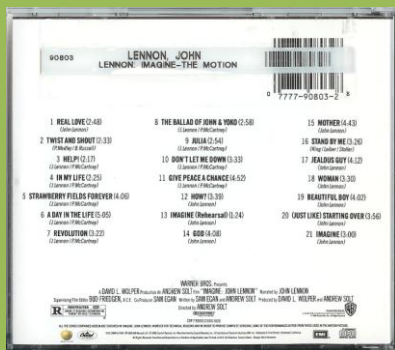 90803
LENNON, JOHN
LENNON: IMAGINE-THE MOTION
0 7777-90803-2 8
1 REAL LOVE (2:48)
(John Lennon)
2 TWIST AND SHOUT (2:33)
(P. Medley / B. Russell)
3 HELP! (2:17)
(J. Lennon / P. McCartney)
4 IN MY LIFE (2:25)
(J. Lennon / P. McCartney)
5 STRAWBERRY FIELDS FOREVER (4:06)
(J. Lennon / P. McCartney)
6 A DAY IN THE LIFE (5:05)
(J. Lennon / P. McCartney)
7 REVOLUTION (3:22)
(J. Lennon / P. McCartney)
8 THE BALLAD OF JOHN & YOKO (2:58)
(J. Lennon / P. McCartney)
9 JULIA (2:54)
(J. Lennon / P. McCartney)
10 DON'T LET ME DOWN (3:33)
(J. Lennon / P. McCartney)
11 GIVE PEACE A CHANCE (4:52)
(J. Lennon / P. McCartney)
12 HOW? (3:39)
(John Lennon)
13 IMAGINE (Rehearsal) (1:24)
(John Lennon)
14 GOD (4:08)
(John Lennon)
15 MOTHER (4:43)
(John Lennon)
16 STAND BY ME (3:26)
(King / Leiber / Stoller)
17 JEALOUS GUY (4:12)
(John Lennon)
18 WOMAN (3:30)
(John Lennon)
19 BEAUTIFUL BOY (4:02)
(John Lennon)
20 (JUST LIKE) STARTING OVER (3:56)
(John Lennon)
21 IMAGINE (3:00)
(John Lennon)
WARNER BROS. Presents
A DAVID L. WOLPER Production An ANDREW SOLT Film "IMAGINE: JOHN LENNON" Narrated by JOHN LENNON
Supervising Film Editor BUD FRIEDGEN, A.C.E. Co-Producer SAM EGAN Written by SAM EGAN and ANDREW SOLT Produced by DAVID L. WOLPER and ANDREW SOLT
Directed by ANDREW SOLT
R RESTRICTED
EMI